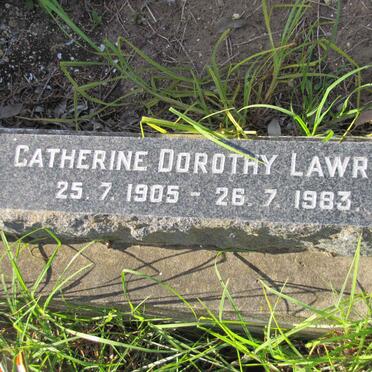 CATHERINE DOROTHY LAWR
25. 7. 1905 - 26. 7. 1983